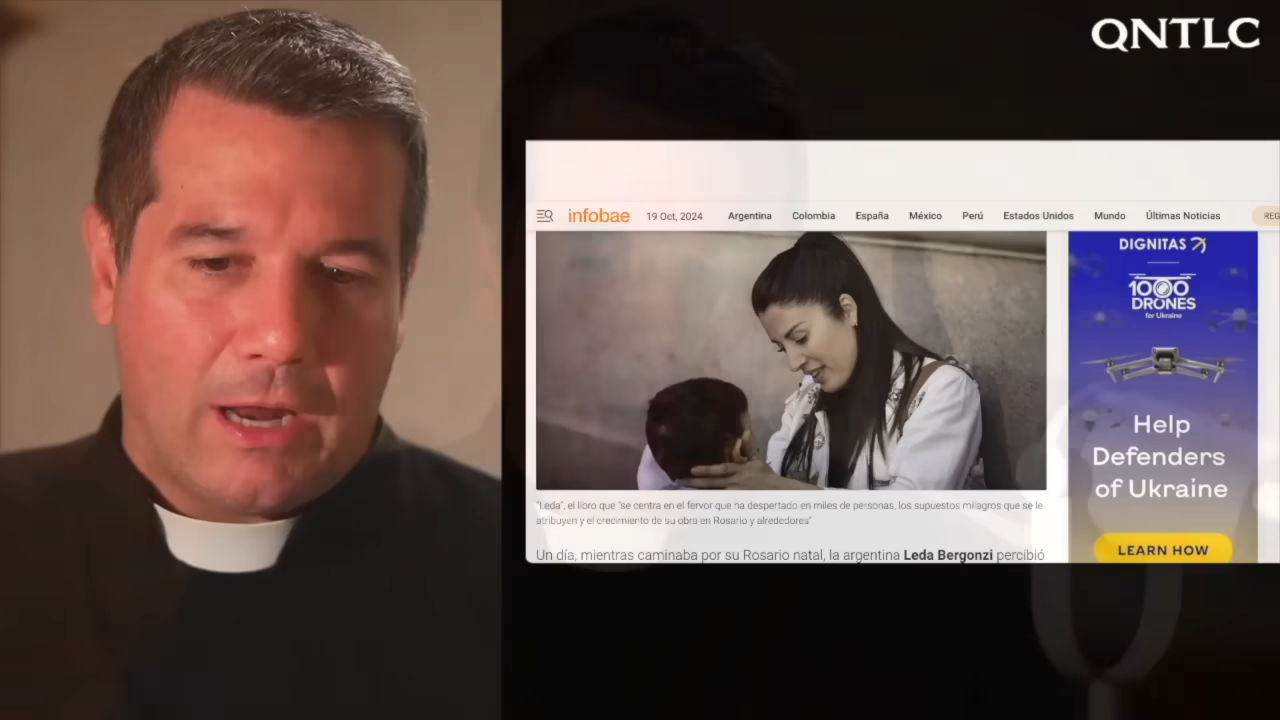 QNTLC
infobae 19 Oct, 2024 Argentina Colombia España México Perú Estados Unidos Mundo Últimas Noticias REG
DIGNITAS
1000
DRONES
for Ukraine
Help
Defenders
of Ukraine
LEARN HOW
"Leda", el libro que "se centra en el fervor que ha despertado en miles de personas, los supuestos milagros que se le
atribuyen y el crecimiento de su obra en Rosario y alrededores".
Un día, mientras caminaba por su Rosario natal, la argentina Leda Bergonzi percibió